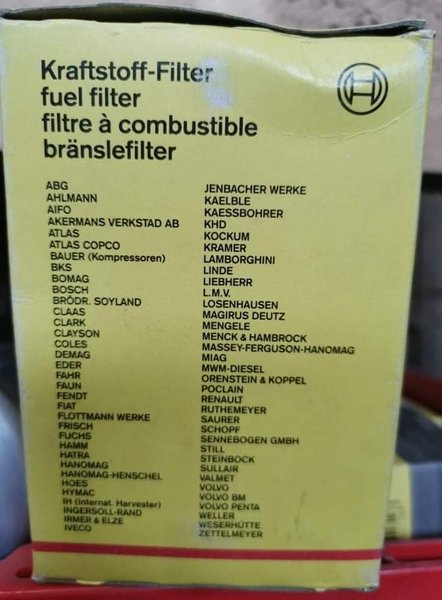 Kraftstoff-Filter
fuel filter
filtre à combustible
bränslefilter
ABG
AHLMANN
AIFO
AKERMANS VERKSTAD AB
ATLAS
ATLAS COPCO
BAUER (Kompressoren)
BKS
BOMAG
BOSCH
BRÖDR. SOYLAND
CLAAS
CLARK
CLAYSON
COLES
DEMAG
EDER
FAHR
FAUN
FENDT
FIAT
FLOTTMANN WERKE
FRISCH
FUCHS
HAMM
HATRA
HANOMAG
HANOMAG-HENSCHEL
HOES
HYMAC
IH (Internat. Harvester)
INGERSOLL-RAND
IRMER & ELZE
IVECO
JENBACHER WERKE
KAELBLE
KAESSBOHRER
KHD
KOCKUM
KRAMER
LAMBORGHINI
LINDE
LIEBHERR
L.M.V.
LOSENHAUSEN
MAGIRUS DEUTZ
MENGELE
MENCK & HAMBROCK
MASSEY-FERGUSON-HANOMAG
MIAG
MWM-DIESEL
ORENSTEIN & KOPPEL
POCLAIN
RENAULT
RUTHEMEYER
SAURER
SCHOPF
SENNEBOGEN GMBH
STILL
STEINBOCK
SULLAIR
VALMET
VOLVO
VOLVO BM
VOLVO PENTA
WELLER
WESERHÜTTE
ZETTELMEYER